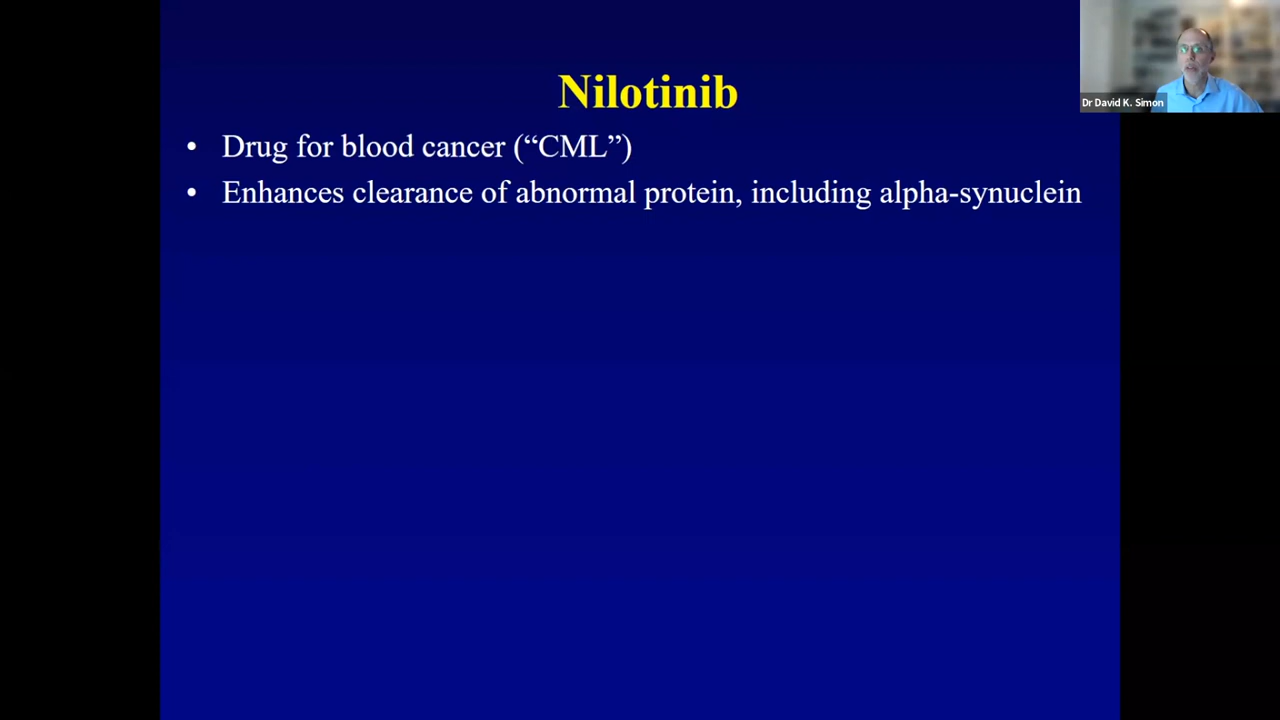 Nilotinib
• Drug for blood cancer (“CML”)
• Enhances clearance of abnormal protein, including alpha-synuclein
Dr David K. Simon